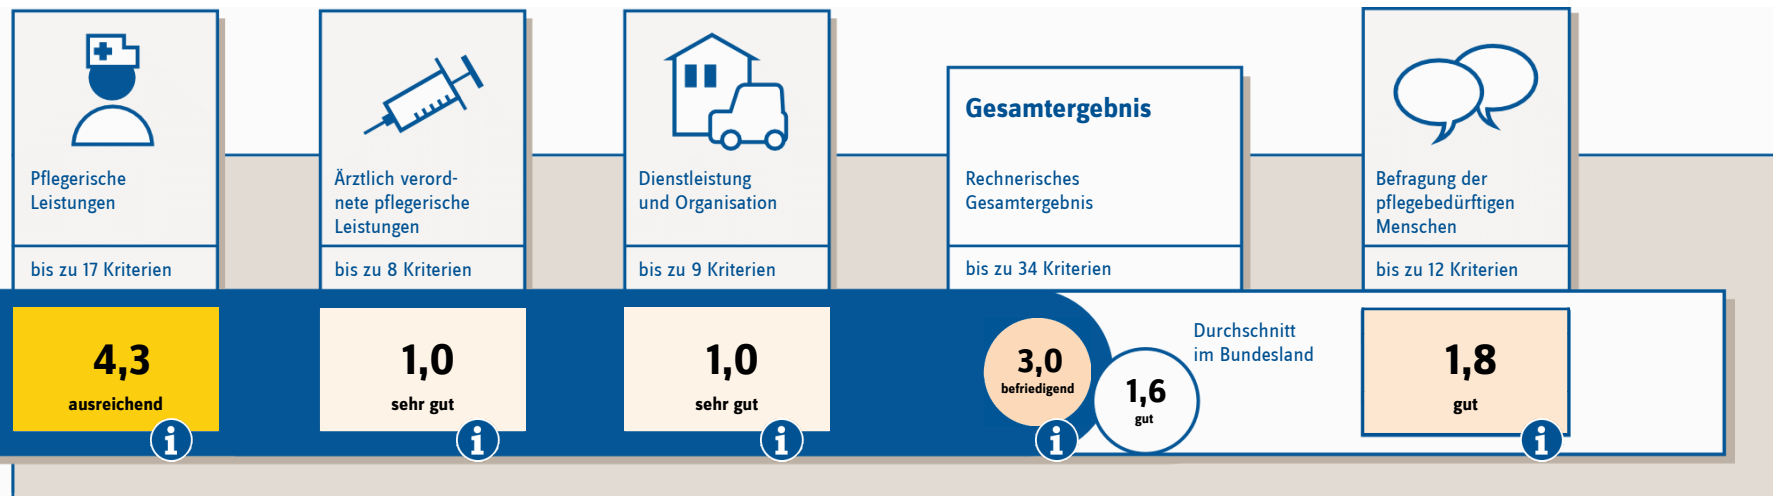 Pflegerische
Leistungen
bis zu 17 Kriterien
4,3
ausreichend
i
Ärztlich verord-
nete pflegerische
Leistungen
bis zu 8 Kriterien
1,0
sehr gut
i
Dienstleistung
und Organisation
bis zu 9 Kriterien
1,0
sehr gut
i
Gesamtergebnis
Rechnerisches
Gesamtergebnis
bis zu 34 Kriterien
3,0
befriedigend
i
Durchschnitt
im Bundesland
1,6
gut
Befragung der
pflegebedürftigen
Menschen
bis zu 12 Kriterien
1,8
gut
i